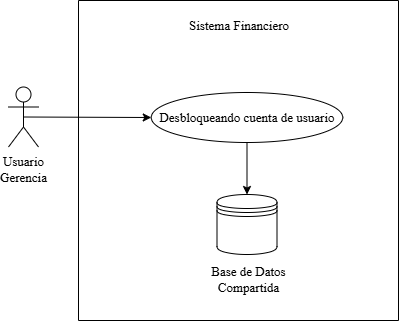 Sistema Financiero
Desbloqueando cuenta de usuario
Usuario
Gerencia
Base de Datos
Compartida